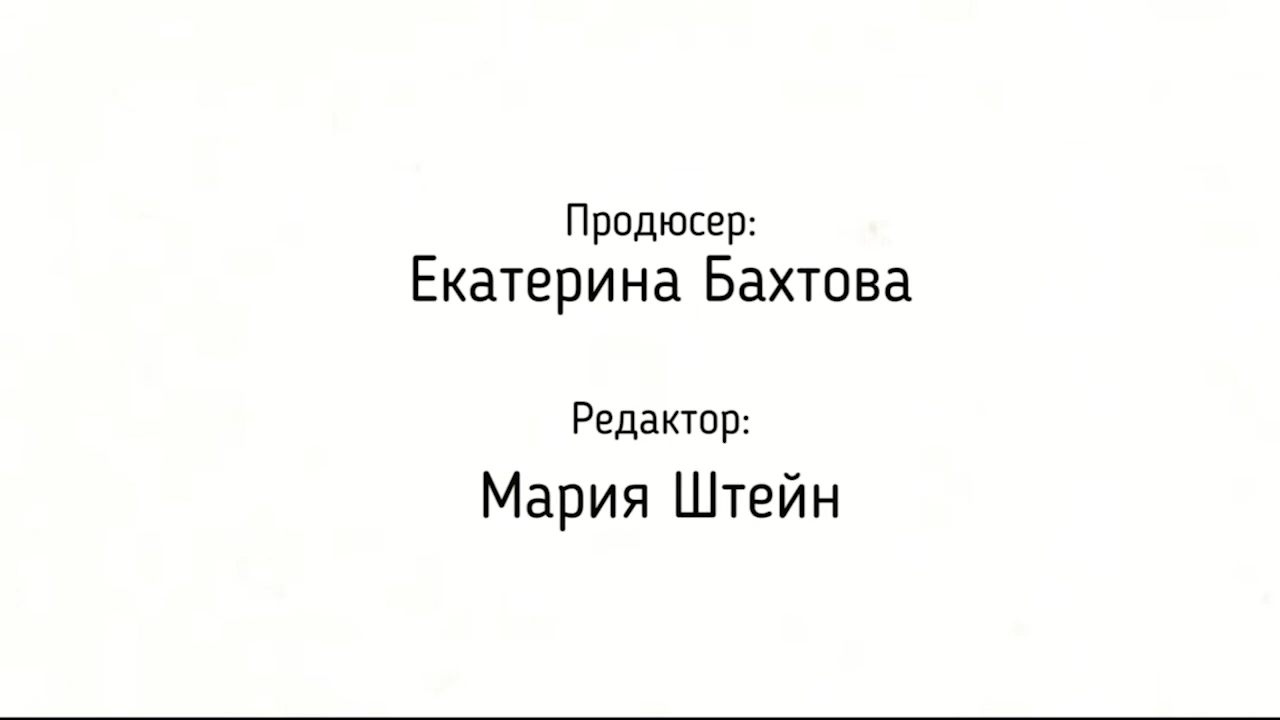 Продюсер:
Екатерина Бахтова
Редактор:
Мария Штейн